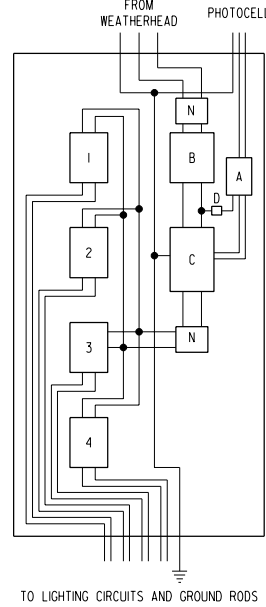 FROM
WEATHERHEAD
PHOTOCELL
N
1
B
A
D
2
C
3
N
4
TO LIGHTING CIRCUITS AND GROUND RODS